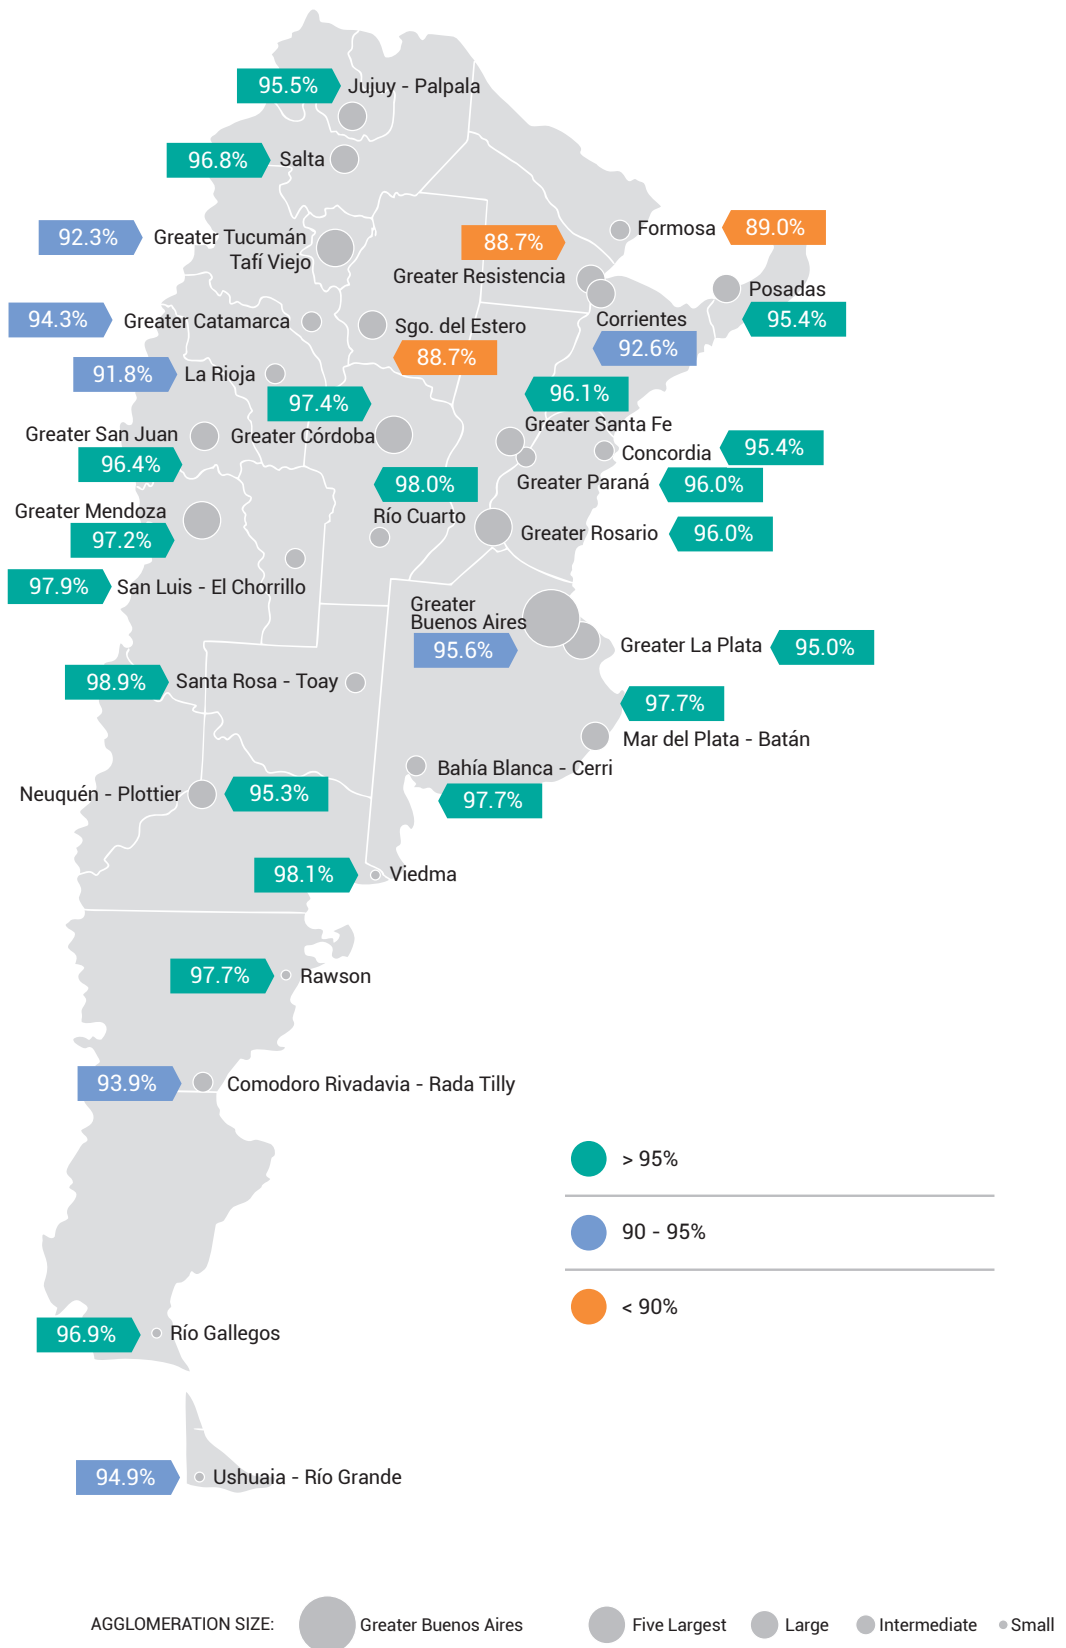 95.5%
Jujuy - Palpala
96.8%
Salta
92.3%
Greater Tucumán
Tafí Viejo
Formosa
89.0%
88.7%
Greater Resistencia
Posadas
95.4%
94.3%
Greater Catamarca
Sgo. del Estero
88.7%
Corrientes
92.6%
91.8%
La Rioja
97.4%
Greater Córdoba
96.1%
Greater Santa Fe
Greater San Juan
96.4%
Concordia
95.4%
Greater Paraná
96.0%
98.0%
Río Cuarto
Greater Mendoza
97.2%
Greater Rosario
96.0%
97.9%
San Luis - El Chorrillo
Greater
Buenos Aires
95.6%
Greater La Plata
95.0%
98.9%
Santa Rosa - Toay
97.7%
Mar del Plata - Batán
Bahía Blanca - Cerri
97.7%
Neuquén - Plottier
95.3%
98.1%
Viedma
97.7%
Rawson
93.9%
Comodoro Rivadavia - Rada Tilly
> 95%
90 - 95%
< 90%
96.9%
Río Gallegos
94.9%
Ushuaia - Río Grande
AGGLOMERATION SIZE:
Greater Buenos Aires
Five Largest
Large
Intermediate
Small